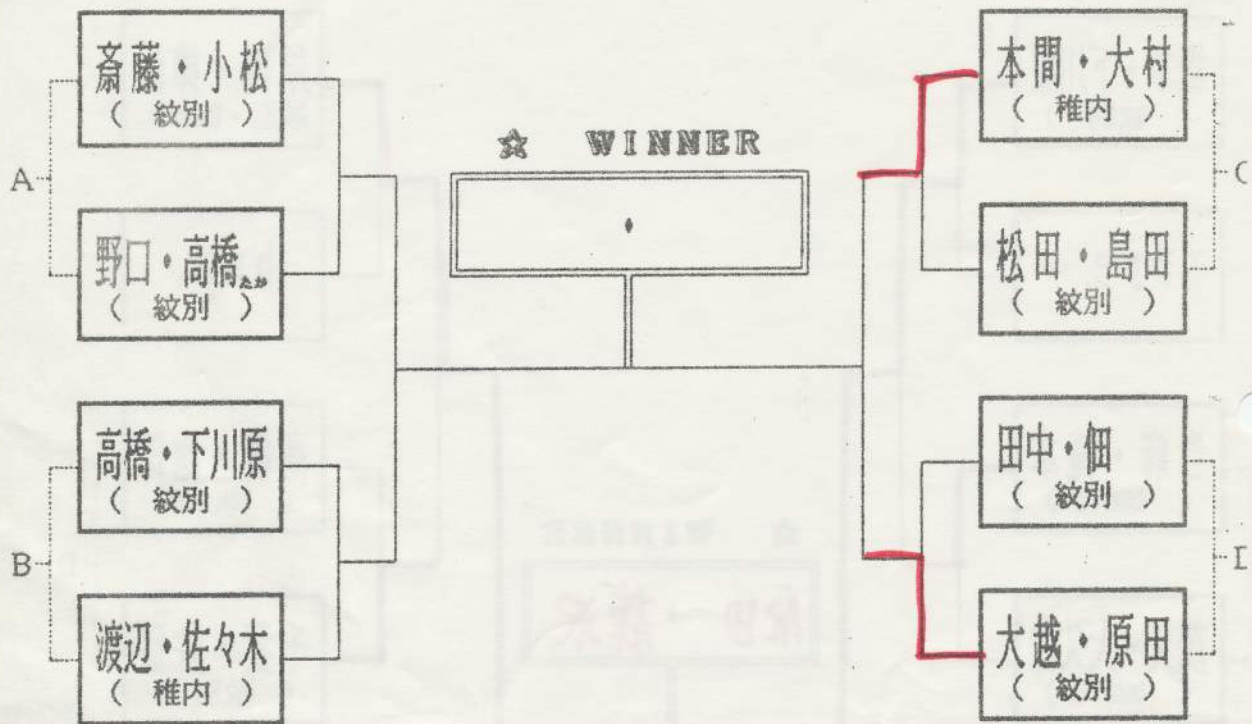 斎藤・小松
( 紋別 )
A
野口・高橋
( 紋別 )
高橋・下川原
( 紋別 )
B
渡辺・佐々木
( 稚内 )
☆ WINNER
・
本間・大村
( 稚内 )
C
松田・島田
( 紋別 )
田中・佃
( 紋別 )
大越・原田
( 紋別 )